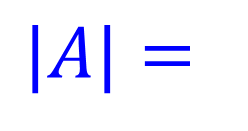 |A| =